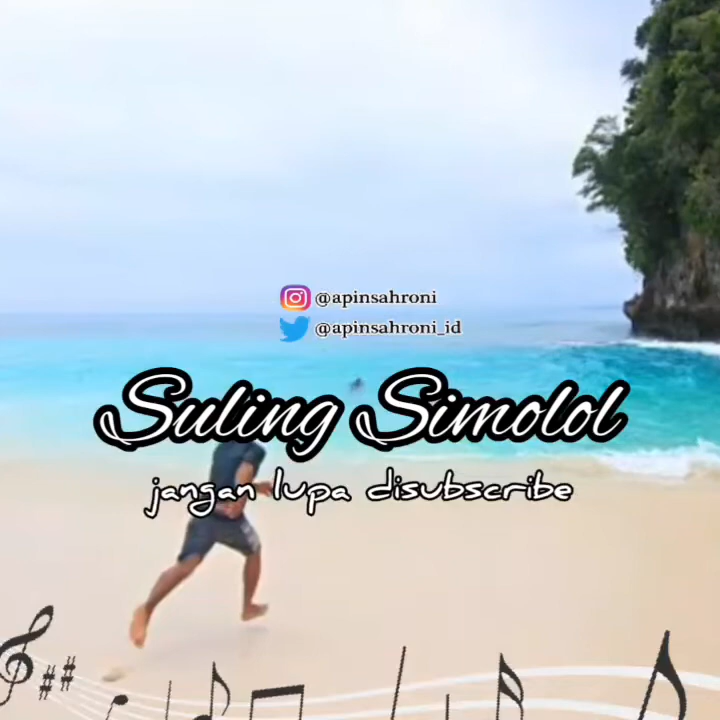 @apinsahroni
@apinsahroni_id
Suling Simolol
jangan lupa disubscribe